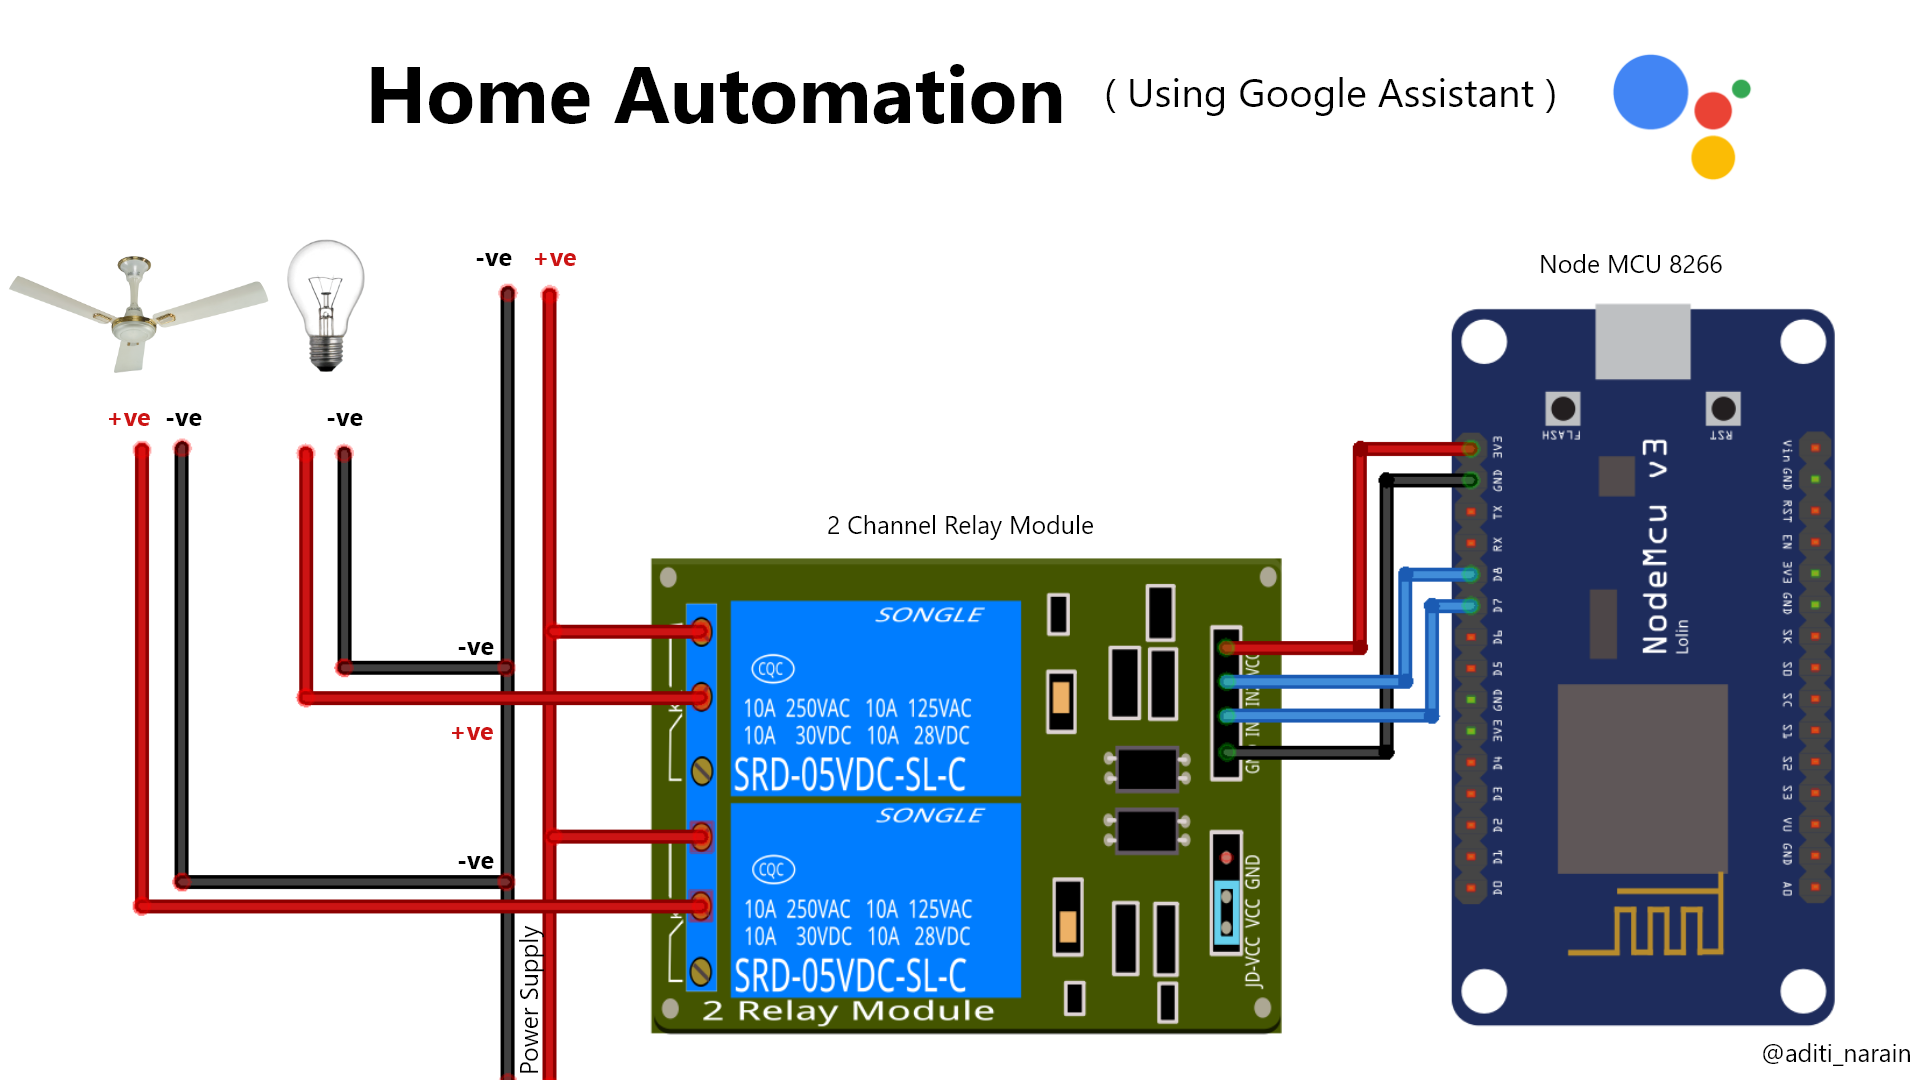 Home Automation ( Using Google Assistant )
-ve +ve
Node MCU 8266
+ve -ve
-ve
FLASH
RST
3V3
GND
TX
RX
D8
D7
D6
D5
GND
3V3
D4
D3
D2
D1
D0
NodeMcu v3
Lolin
Vin
GND
RST
EN
3V3
GND
SK
SO
SC
S1
S2
S3
VU
GND
A0
2 Channel Relay Module
-ve
+ve
-ve
Power Supply
SONGLE
CQC
10A 250VAC 10A 125VAC
10A 30VDC 10A 28VDC
SRD-05VDC-SL-C
SONGLE
CQC
10A 250VAC 10A 125VAC
10A 30VDC 10A 28VDC
SRD-05VDC-SL-C
2 Relay Module
VCC
JD-VCC VCC GND
@aditi_narain